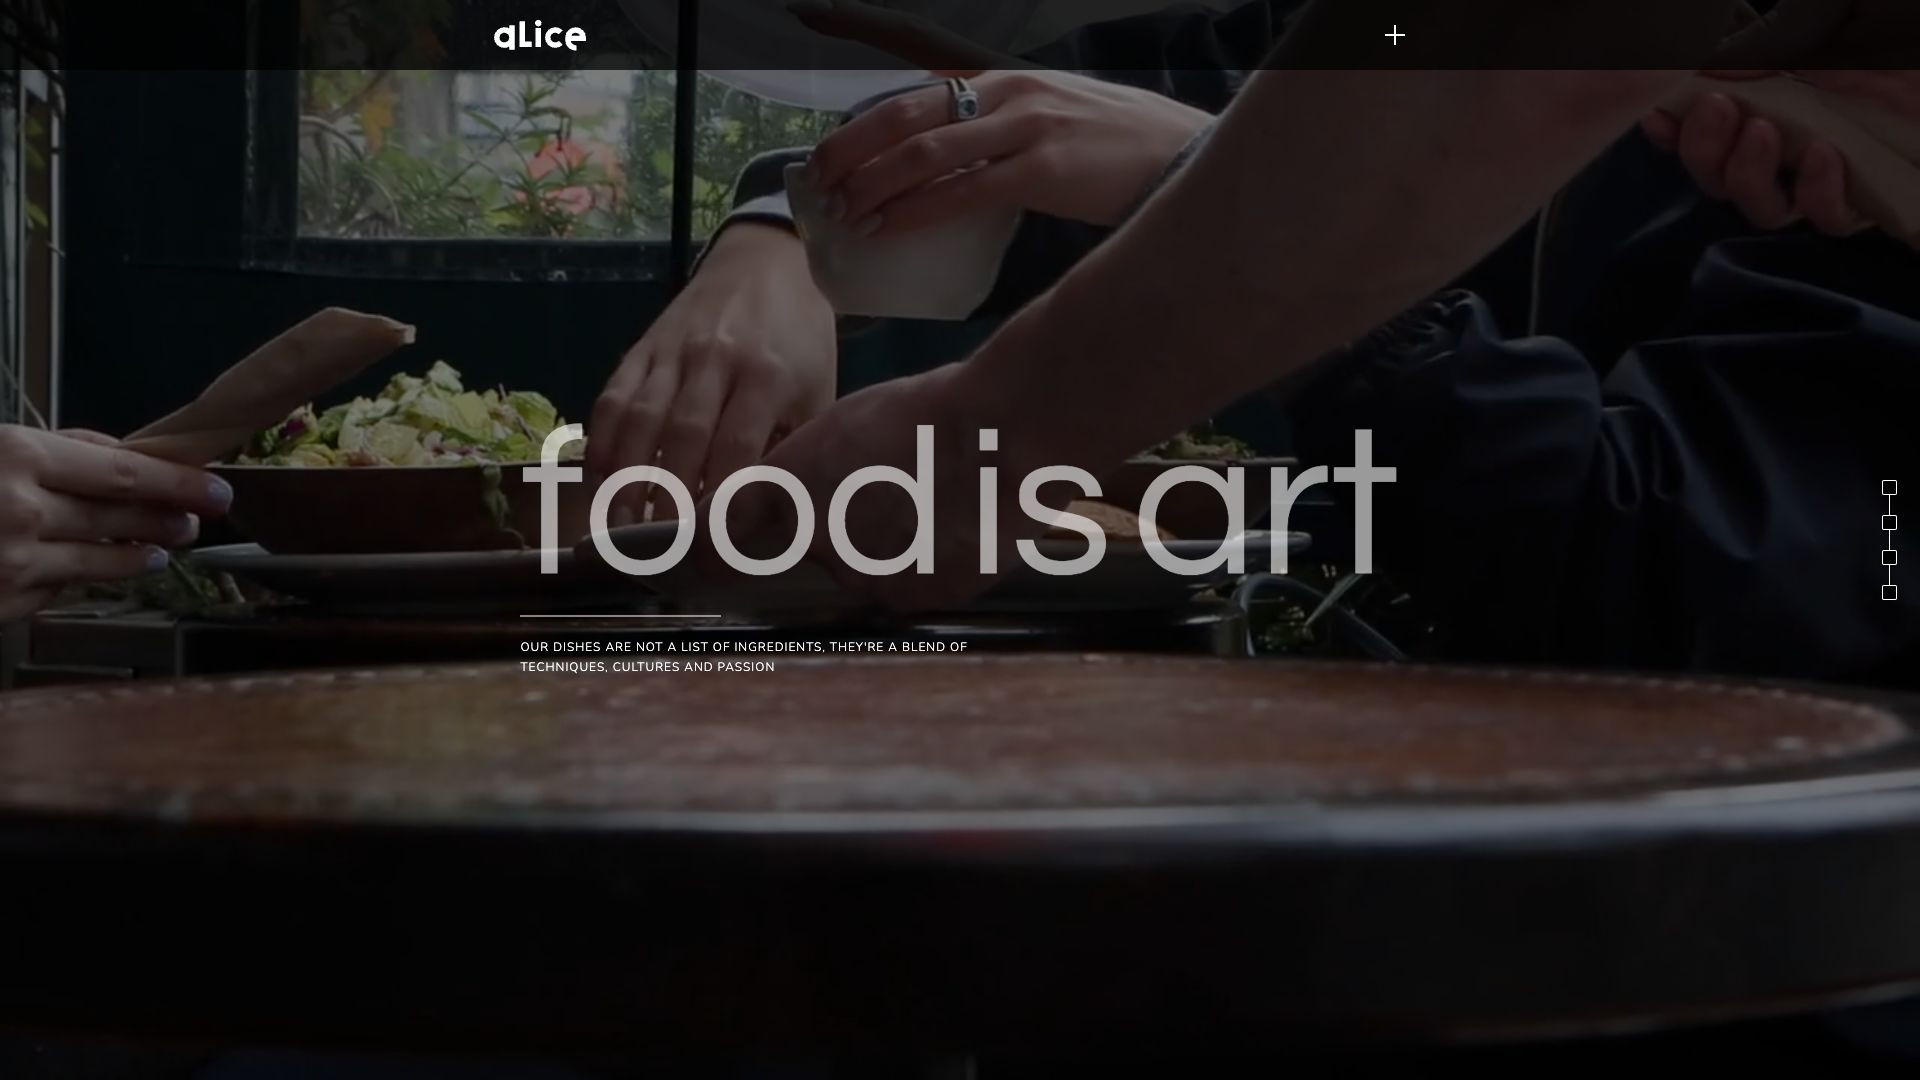 aLice
food is art
OUR DISHES ARE NOT A LIST OF INGREDIENTS, THEY'RE A BLEND OF
TECHNIQUES, CULTURES AND PASSION